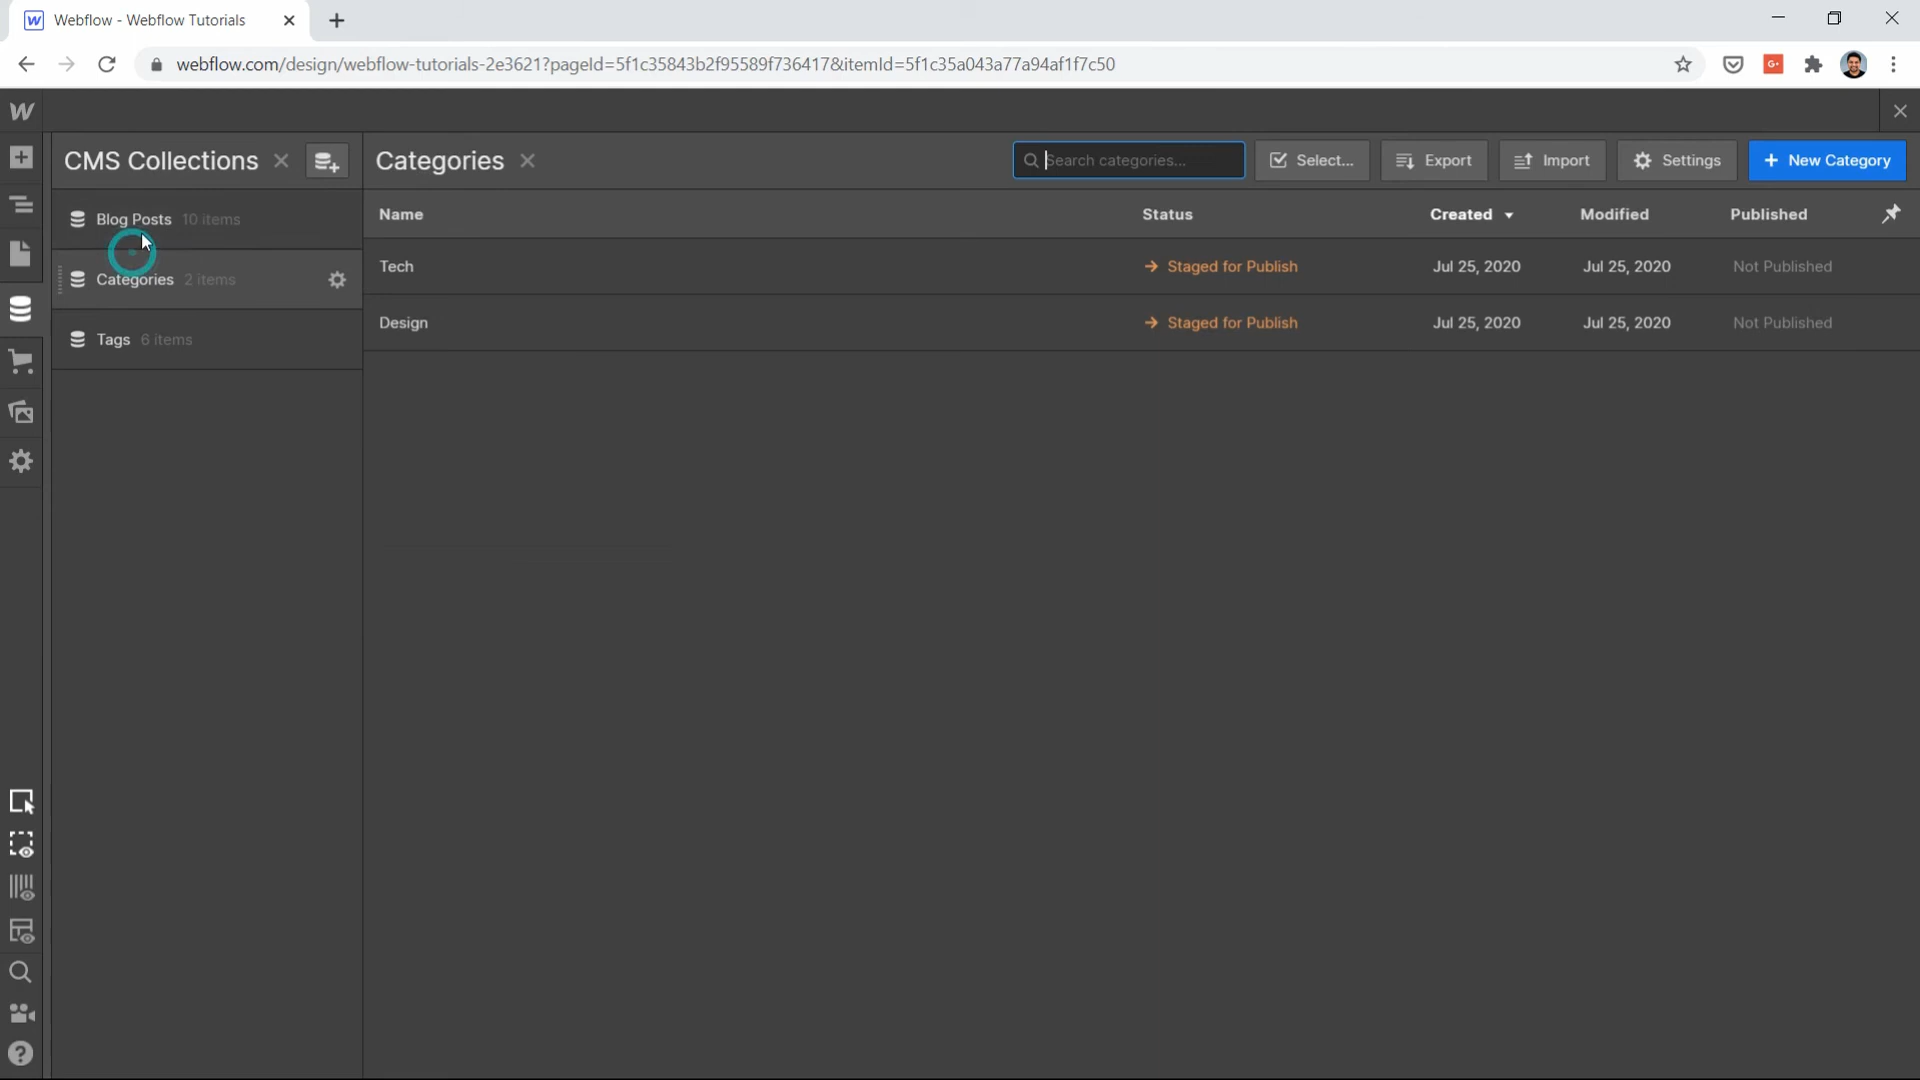 Webflow - Webflow Tutorials
webflow.com/design/webflow-tutorials-2e3621?pageId=5f1c35843b2f95589f736417&itemId=5f1c35a043a77a94af1f7c50
CMS Collections
Categories
Search categories...
Select...
Export
Import
Settings
+ New Category
Blog Posts 10 items
Categories 2 items
Tags 6 items
Name Status Created Modified Published
Tech → Staged for Publish Jul 25, 2020 Jul 25, 2020 Not Published
Design → Staged for Publish Jul 25, 2020 Jul 25, 2020 Not Published